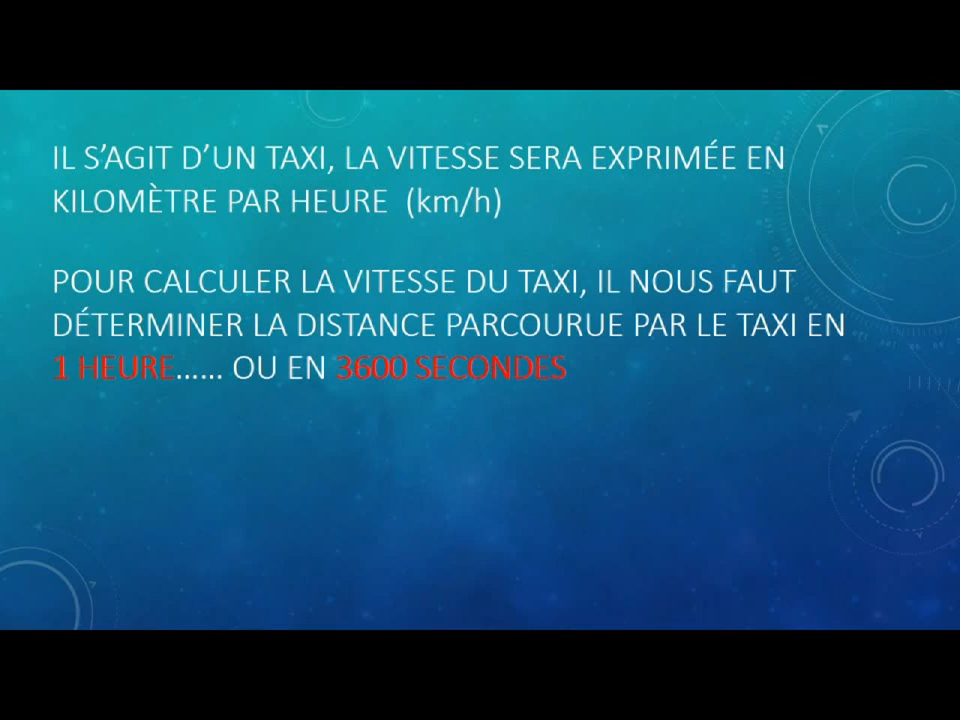 IL S’AGIT D’UN TAXI, LA VITESSE SERA EXPRIMÉE EN
KILOMÈTRE PAR HEURE (km/h)
POUR CALCULER LA VITESSE DU TAXI, IL NOUS FAUT
DÉTERMINER LA DISTANCE PARCOURUE PAR LE TAXI EN
1 HEURE…… OU EN 3600 SECONDES